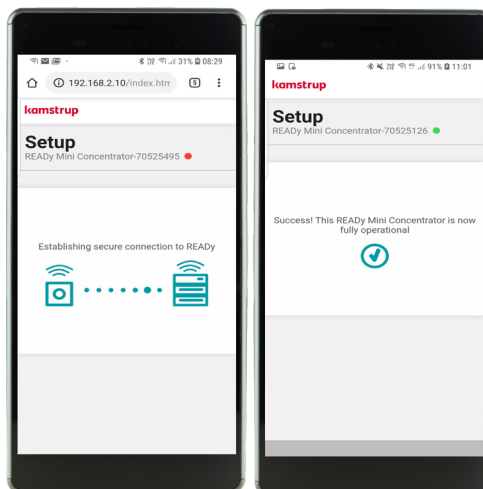 31% 08:29
192.168.2.10/index.htm
5
kamstrup
Setup
READy Mini Concentrator-70525495
Establishing secure connection to READy
91% 11:01
kamstrup
Setup
READy Mini Concentrator-70525126
Success! This READy Mini Concentrator is now
fully operational